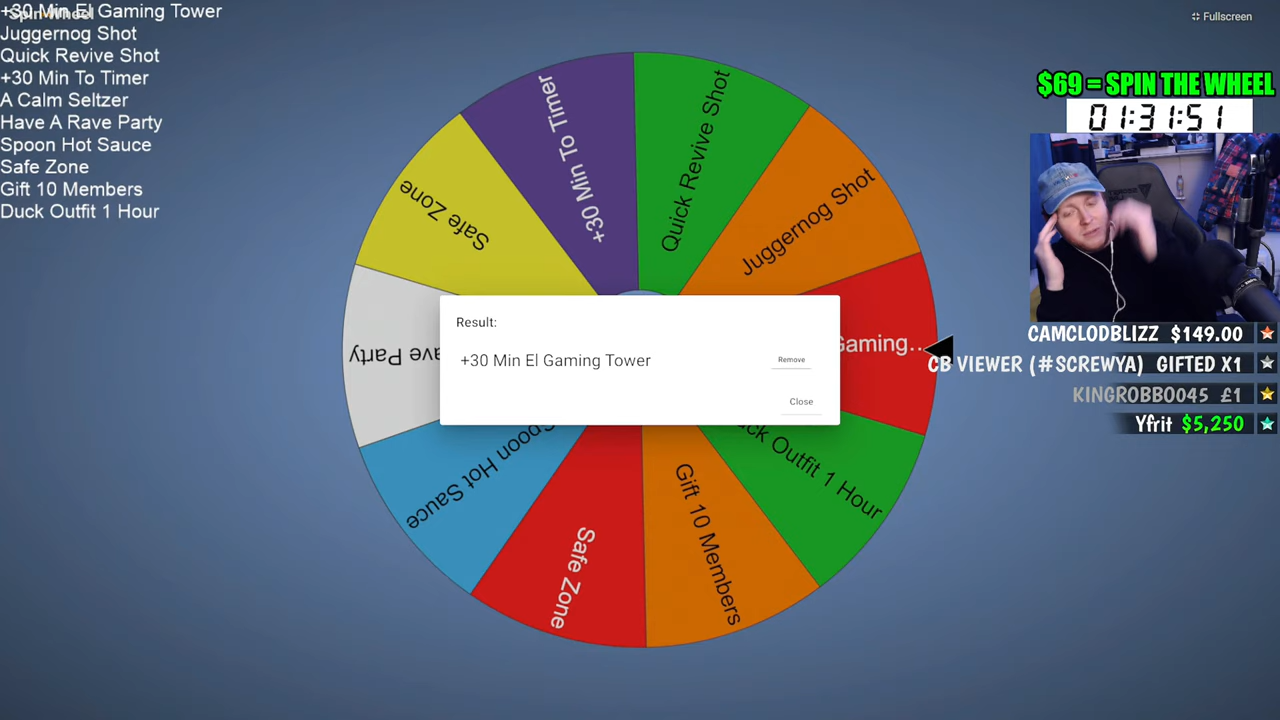 +30 Min El Gaming Tower
Spin Wheel
Juggernog Shot
Quick Revive Shot
+30 Min To Timer
A Calm Seltzer
Have A Rave Party
Spoon Hot Sauce
Safe Zone
Gift 10 Members
Duck Outfit 1 Hour
Fullscreen
$69 = SPIN THE WHEEL
01:31:51
CAMCLODBLIZZ $149.00
CB VIEWER (#SCREWYA) GIFTED X1
KINGROBB0045 £1
Yfrit $5,250
+30 Min To Timer
Quick Revive Shot
Juggernog Shot
Gaming...
Outfit 1 Hour
Gift 10 Members
Safe Zone
Spoon Hot Sauce
Party
Safe Zone
Result:
+30 Min El Gaming Tower
Remove
Close